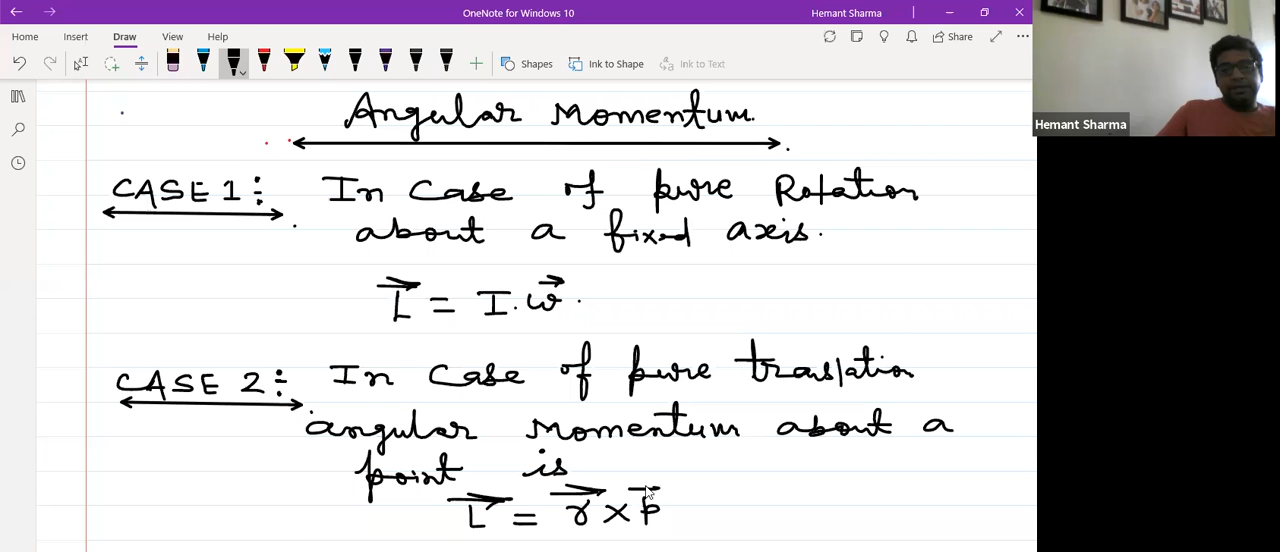 OneNote for Windows 10
Hemant Sharma
Home Insert Draw View Help
Share
Shapes Ink to Shape Ink to Text
Hemant Sharma
Angular Momentum.
CASE 1: In Case of pure Rotation
about a fixed axis.
L⃗ = I.ω⃗.
CASE 2: In Case of pure translation
angular Momentum about a
point is
L⃗ = r⃗ × p⃗